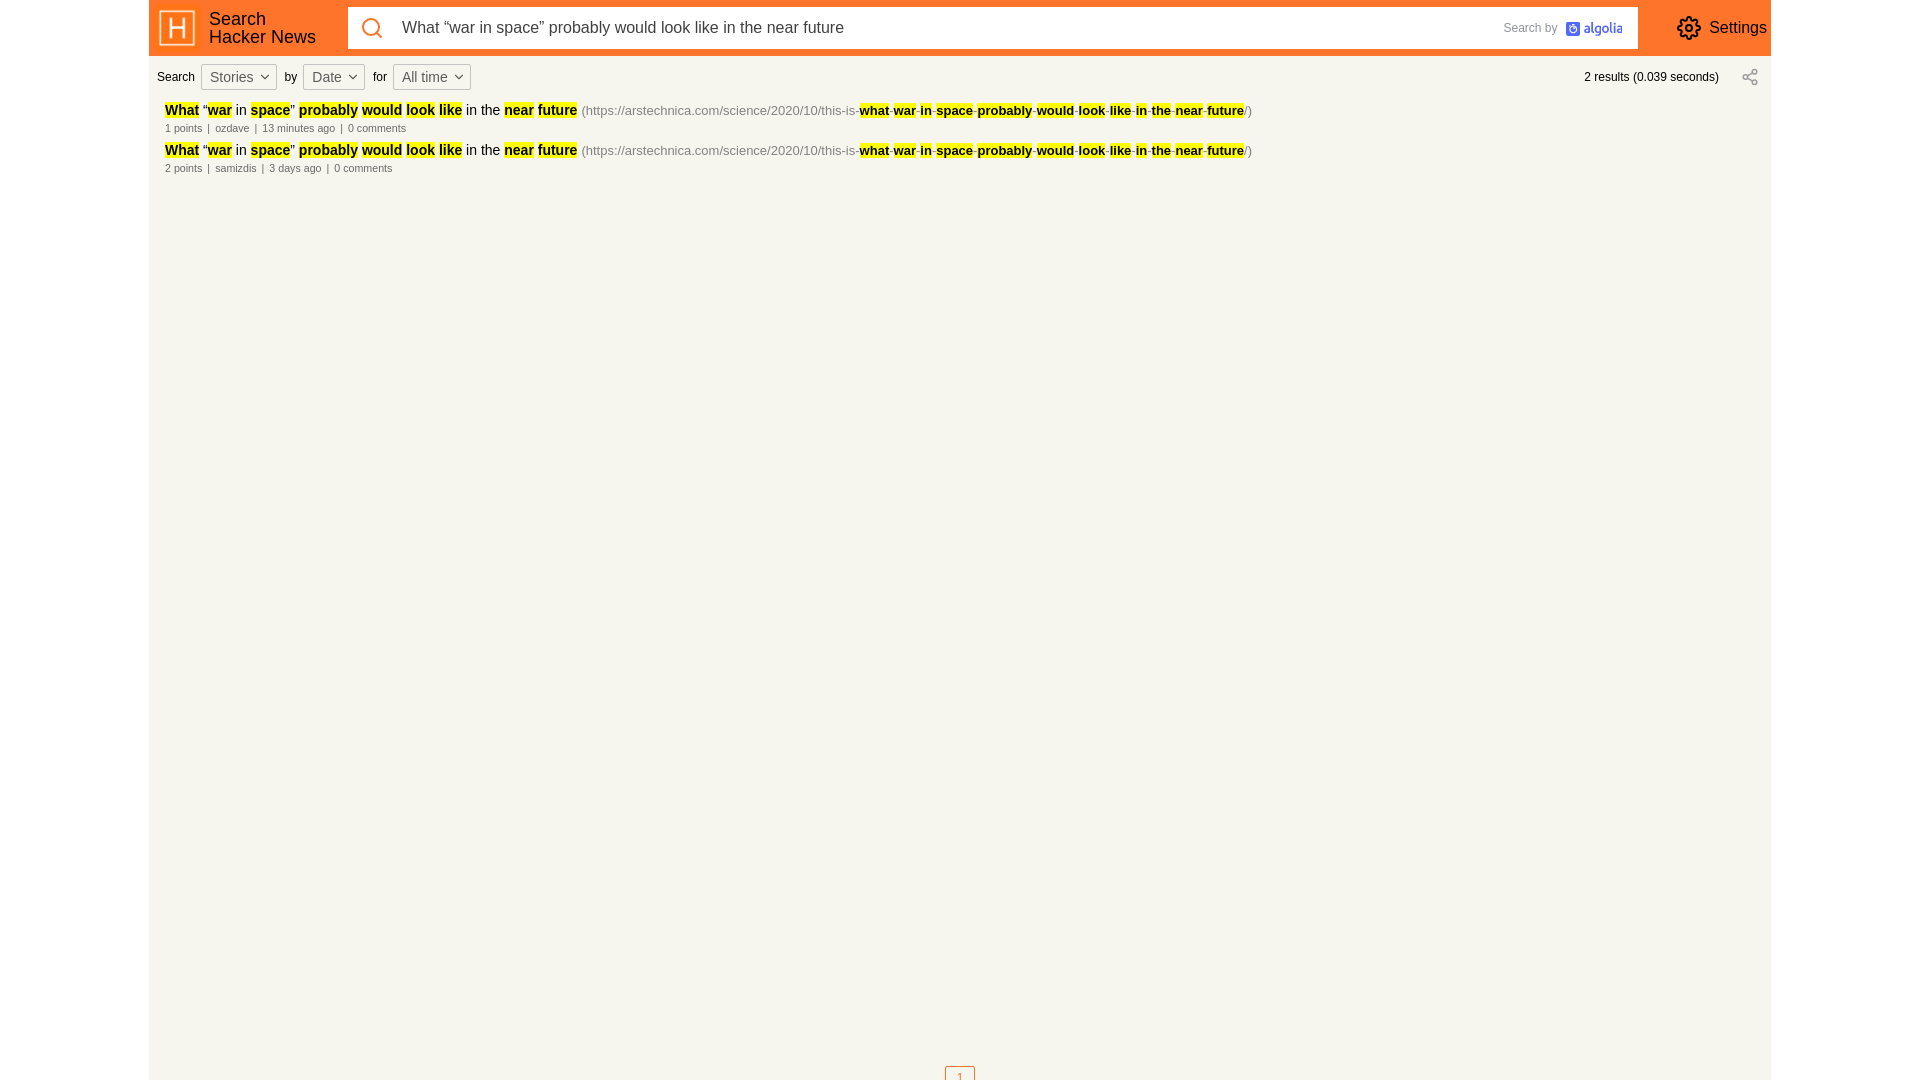 H
Search
Hacker News
What “war in space” probably would look like in the near future
Search by algolia
Settings
Search Stories by Date for All time
2 results (0.039 seconds)
What “war in space” probably would look like in the near future (https://arstechnica.com/science/2020/10/this-is-what-war-in-space-probably-would-look-like-in-the-near-future/)
1 points | ozdave | 13 minutes ago | 0 comments
What “war in space” probably would look like in the near future (https://arstechnica.com/science/2020/10/this-is-what-war-in-space-probably-would-look-like-in-the-near-future/)
2 points | samizdis | 3 days ago | 0 comments
1